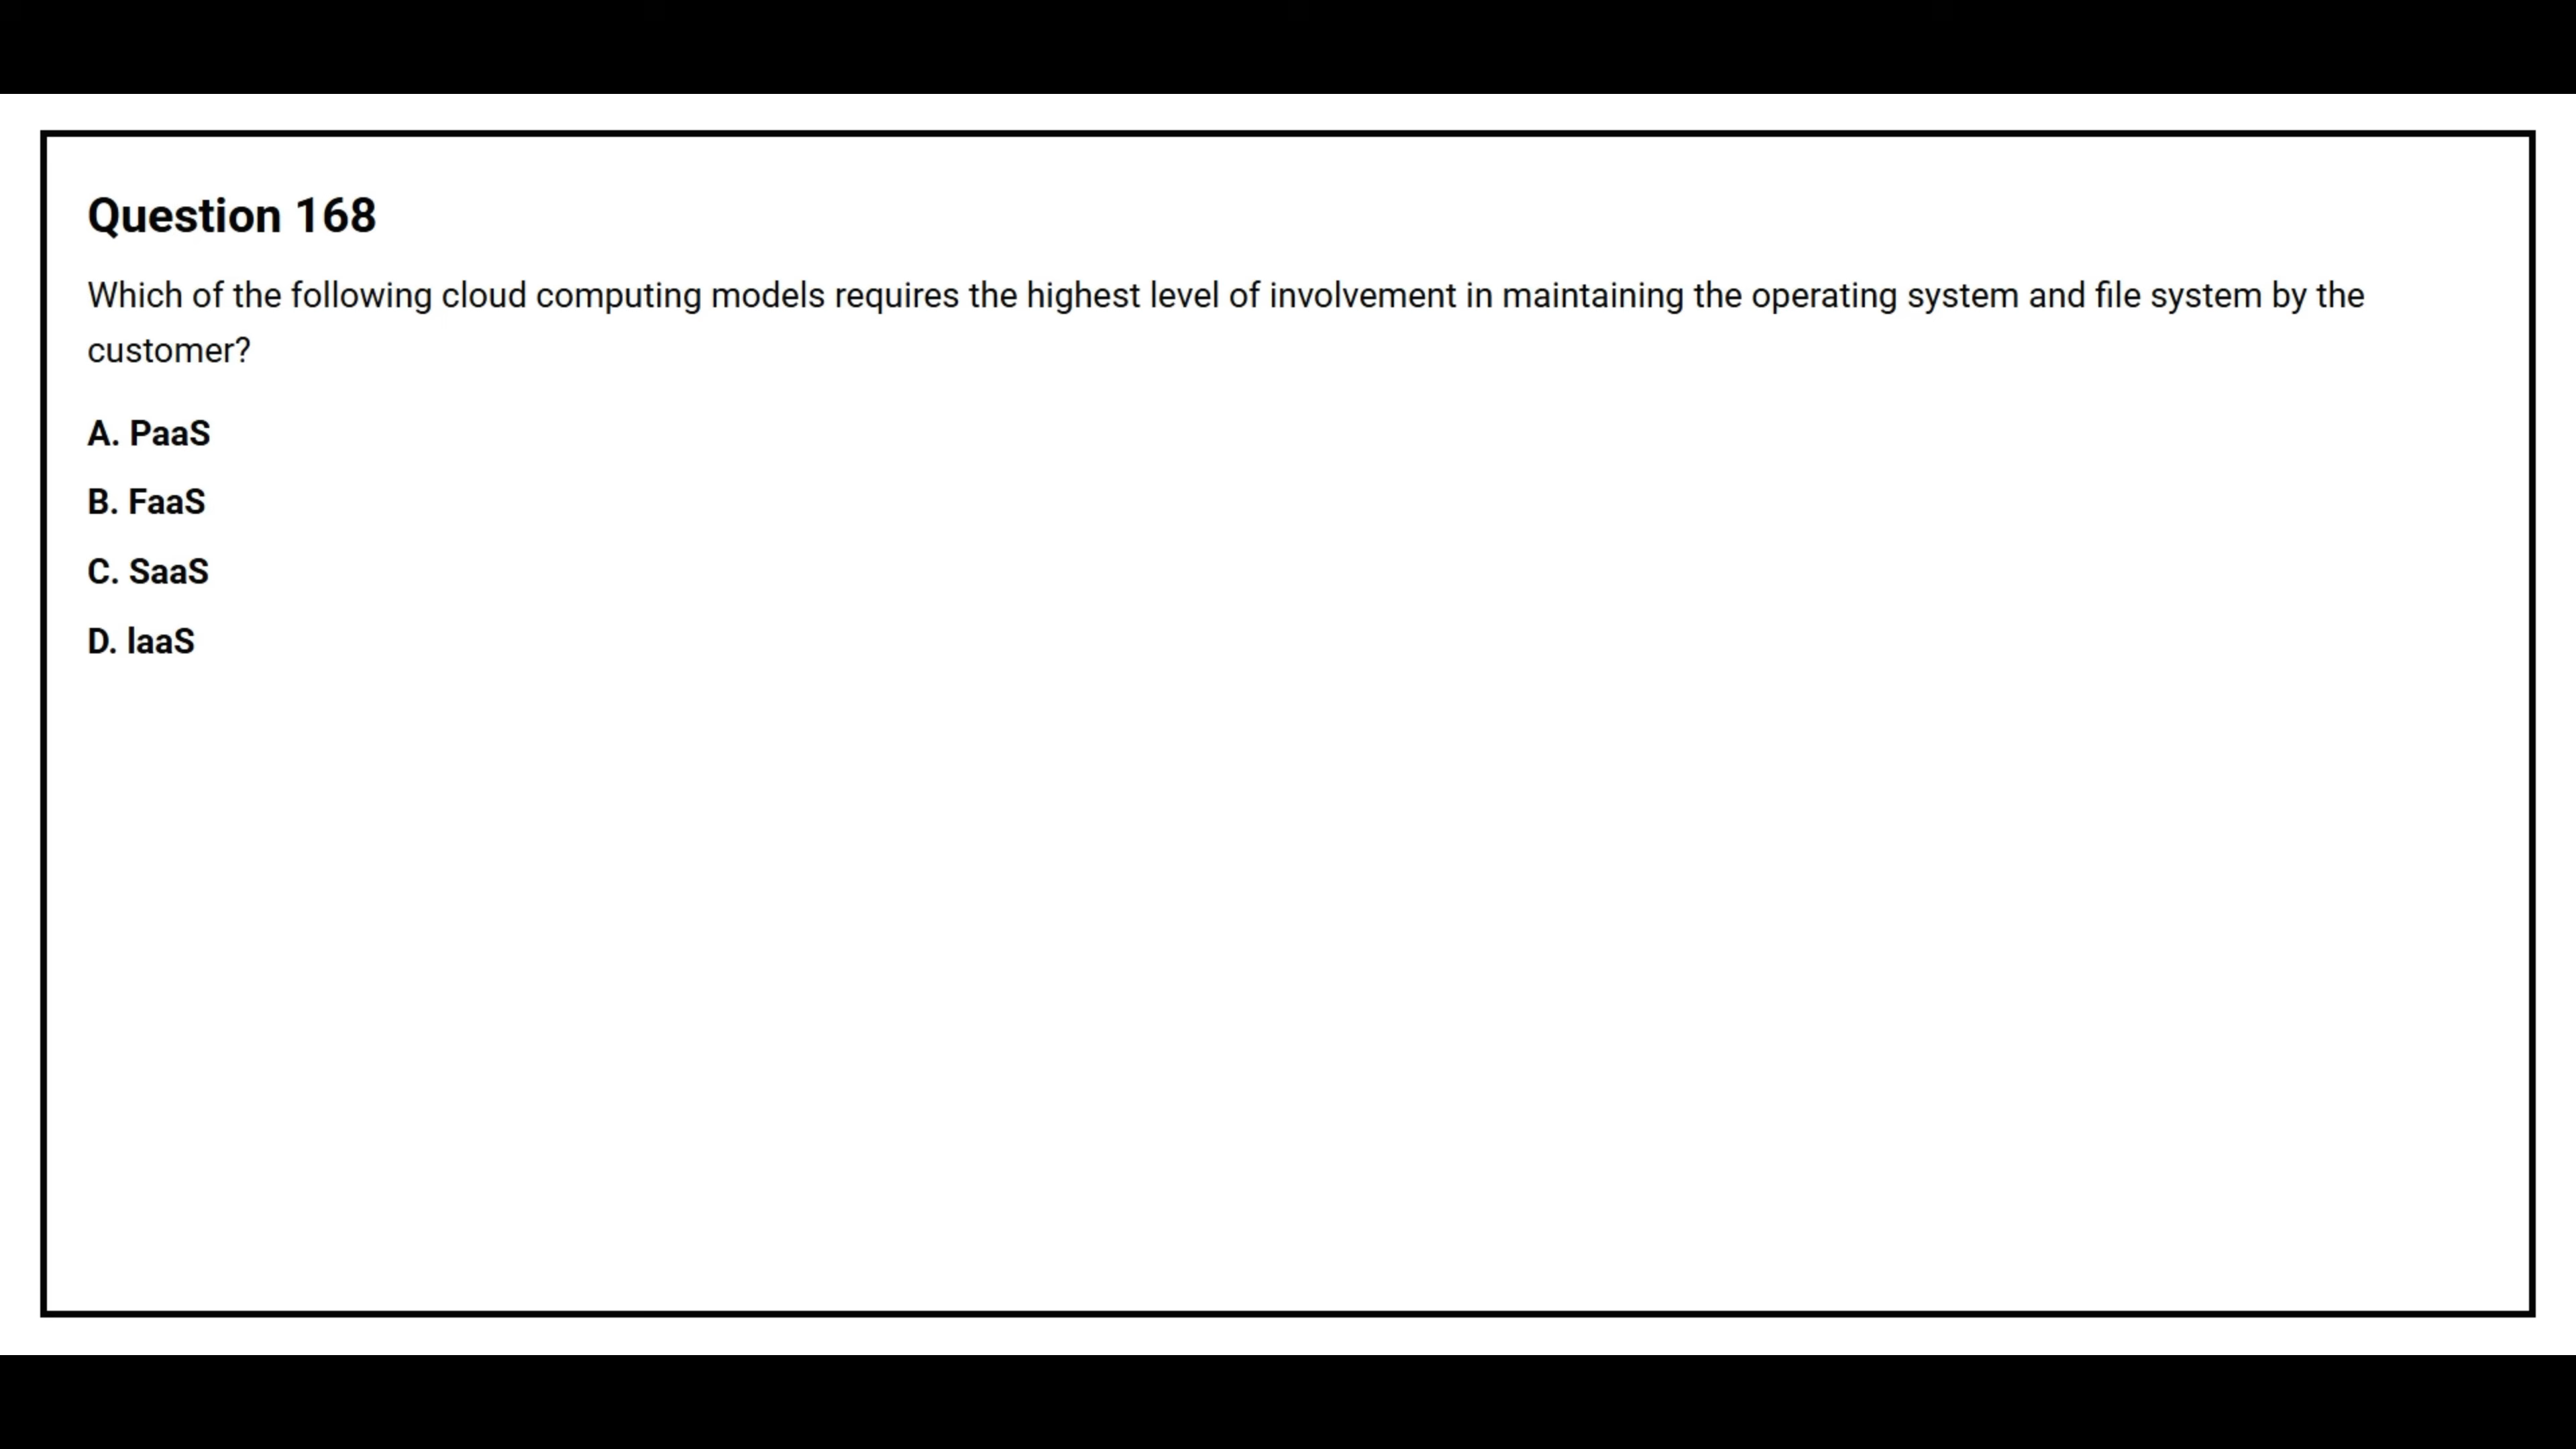 Question 168
Which of the following cloud computing models requires the highest level of involvement in maintaining the operating system and file system by the
customer?
A. PaaS
B. FaaS
C. SaaS
D. IaaS